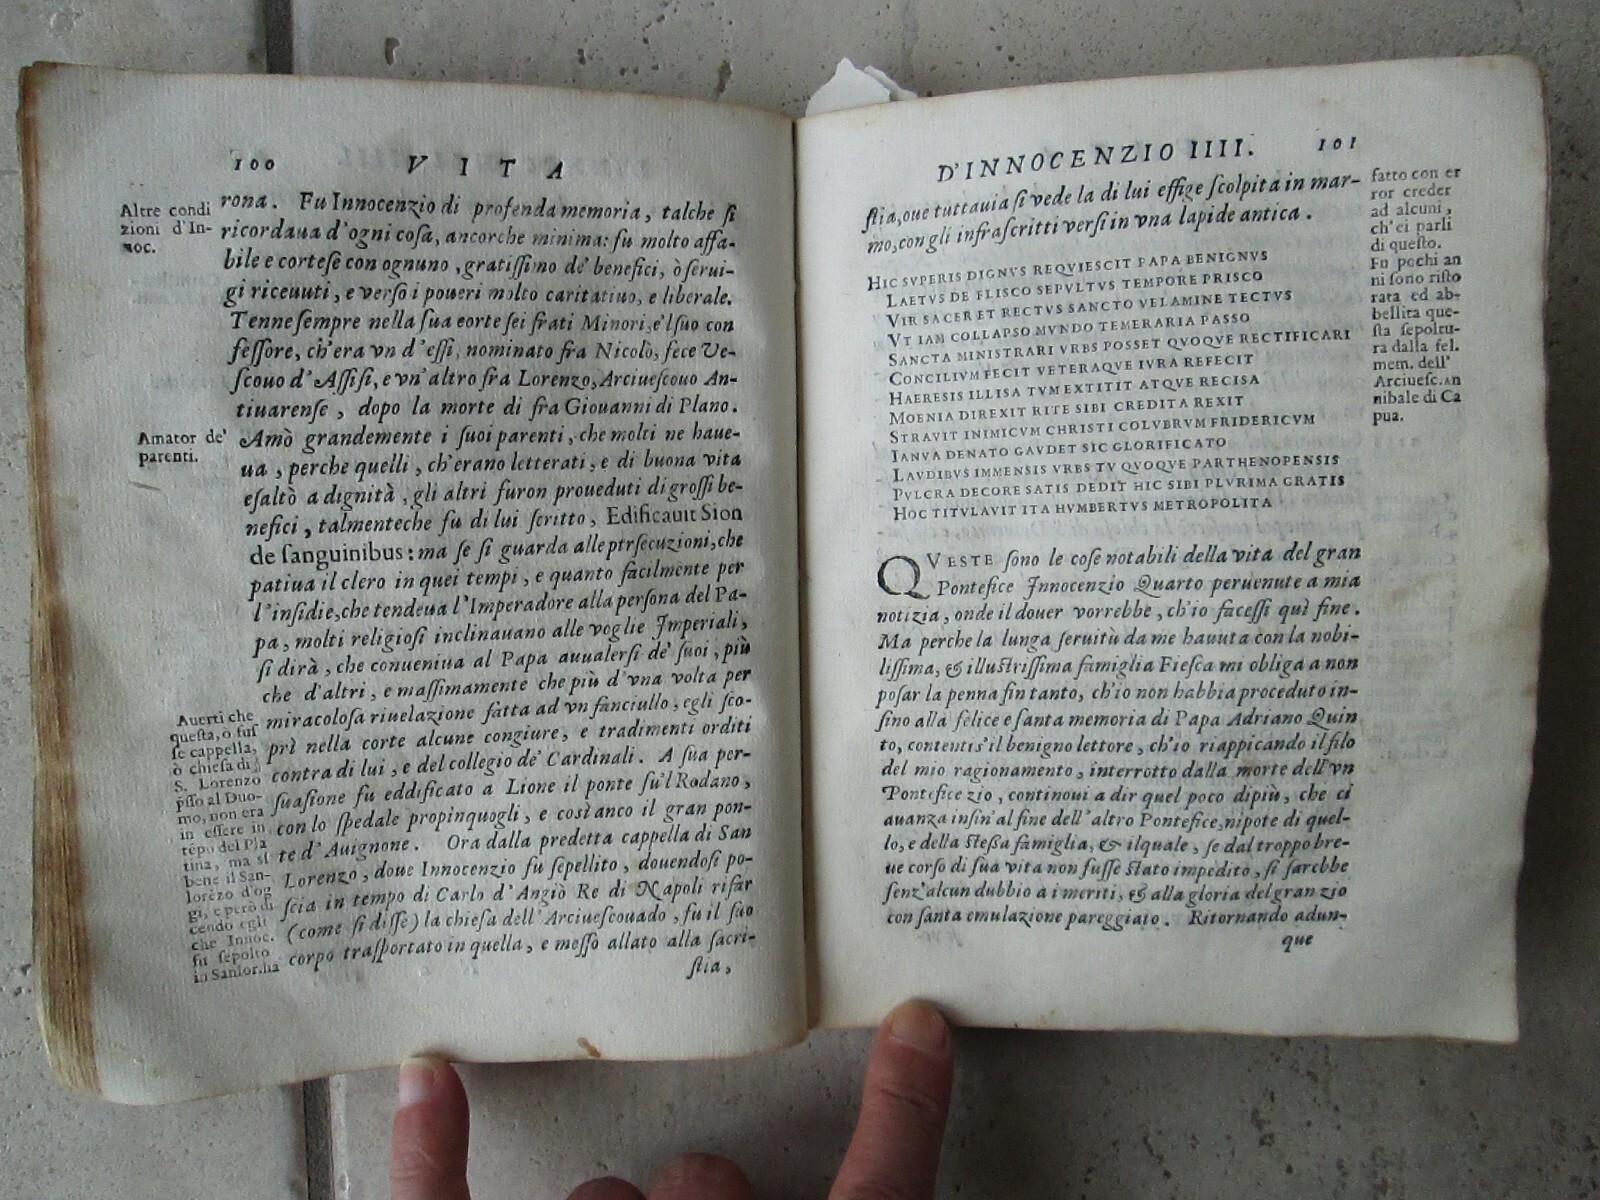 100 VITA
Altre condi
zioni d'In-
noc.
rona. Fu Innocenzio di profenda memoria, talche ſi
ricordaua d'ogni coſa, ancorche minima: fu molto affa-
bile e corteſe con ognuno, gratiſſimo de' benefici, ò ſerui-
gi riceuuti, e verſo i poueri molto caritatiuo, e liberale.
Tenne ſempre nella ſua eorte ſei frati Minori, e'l ſuo con
feſſore, ch'era vn d'eſſi, nominato fra Nicolò, fece Ve-
ſcouo d'Aſſiſi, e vn'altro fra Lorenzo, Arciueſcouo An-
tiuarenſe, dopo la morte di fra Giouanni di Plano.
Amator de'
parenti.
Amò grandemente i ſuoi parenti, che molti ne haue-
ua, perche quelli, ch'erano letterati, e di buona vita
eſaltò a dignità, gli altri furon proueduti di groſſi be-
nefici, talmenteche fu di lui ſcritto, Edificauit Sion
de ſanguinibus: ma ſe ſi guarda alle ptrſecuzioni, che
patiua il clero in quei tempi, e quanto facilmente per
l'inſidie, che tendeua l'Imperadore alla perſona del Pa-
pa, molti religioſi inclinauano alle voglie Imperiali,
ſi dirà, che conueniua al Papa auualerſi de' ſuoi, più
che d'altri, e maſſimamente che più d'vna volta per
miracoloſa riuelazione fatta ad vn fanciullo, egli ſco-
prì nella corte alcune congiure, e tradimenti orditi
contra di lui, e del collegio de' Cardinali. A ſua per-
ſuaſione fu eddificato a Lione il ponte ſu'l Rodano,
con lo ſpedale propinquogli, e così anco il gran pon-
te d'Auignone. Ora dalla predetta cappella di San
Lorenzo, doue Innocenzio fu ſepellito, douendoſi po-
ſcia in tempo di Carlo d'Angiò Re di Napoli rifar
(come ſi diſſe) la chieſa dell'Arciueſcouado, fu il ſuo
corpo traſportato in quella, e meſſo allato alla ſacri-
ſtia,
Auerti che
queſta, o fuſ
ſe cappella,
ò chieſa di
S. Lorenzo
pſſo al Duo-
mo, non era
in eſſere in
tẽpo del Pla
tina, ma sì
bene il San-
lorẽzo d'og
gi, e però di
cendo egli
che Innoc.
fu ſepolto
in Sanlor. ha
D'INNOCENZIO IIII. 101
ſtia, oue tuttauia ſi vede la di lui effige ſcolpita in mar-
mo, con gli infraſcritti verſi in vna lapide antica.
HIC SVPERIS DIGNVS REQVIESCIT PAPA BENIGNVS
LAETVS DE FLISCO SEPVLTVS TEMPORE PRISCO
VIR SACER ET RECTVS SANCTO VELAMINE TECTVS
VT IAM COLLAPSO MVNDO TEMERARIA PASSO
SANCTA MINISTRARI VRBS POSSET QVOQVE RECTIFICARI
CONCILIVM FECIT VETERAQVE IVRA REFECIT
HAERESIS ILLISA TVM EXTITIT ATQVE RECISA
MOENIA DIREXIT RITE SIBI CREDITA REXIT
STRAVIT INIMICVM CHRISTI COLVBRVM FRIDERICVM
IANVA DE NATO GAVDET SIC GLORIFICATO
LAVDIBVS IMMENSIS VRBS TV QVOQVE PARTHENOPENSIS
PVLCRA DECORE SATIS DEDIT HIC SIBI PLVRIMA GRATIS
HOC TITVLAVIT ITA HVMBERTVS METROPOLITA
fatto con er
ror creder
ad alcuni,
ch'ei parli
di queſto.
Fu pochi an
ni ſono riſto
rata ed ab-
bellita que-
ſta ſepoltu-
ra dalla fel.
mem. dell'
Arciueſc. An
nibale di Ca
pua.
QVESTE ſono le coſe notabili della vita del gran
Pontefice Innocenzio Quarto peruenute a mia
notizia, onde il douer vorrebbe, ch'io faceſſi quì fine.
Ma perche la lunga ſeruitù da me hauuta con la nobi-
liſſima, & illuſtriſſima famiglia Fieſca mi obliga a non
poſar la penna fin tanto, ch'io non habbia proceduto in-
ſino alla felice e ſanta memoria di Papa Adriano Quin
to, contentiſ'il benigno lettore, ch'io riappicando il filo
del mio ragionamento, interrotto dalla morte dell'vn
Pontefice zio, continoui a dir quel poco dipiù, che ci
auanza inſin'al fine dell'altro Pontefice, nipote di quel-
lo, e della ſteſſa famiglia, & ilquale, ſe dal troppo bre-
ue corſo di ſua vita non fuſſe ſtato impedito, ſi ſarebbe
ſenz'alcun dubbio a i meriti, & alla gloria del gran zio
con ſanta emulazione pareggiato. Ritornando adun-
que